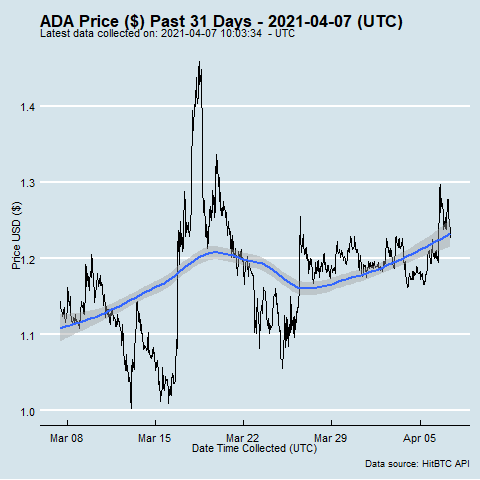 ADA Price ($) Past 31 Days - 2021-04-07 (UTC)
Latest data collected on: 2021-04-07 10:03:34 - UTC
1.4
1.3
1.2
1.1
1.0
Price USD ($)
Mar 08 Mar 15 Mar 22 Mar 29 Apr 05
Date Time Collected (UTC)
Data source: HitBTC API